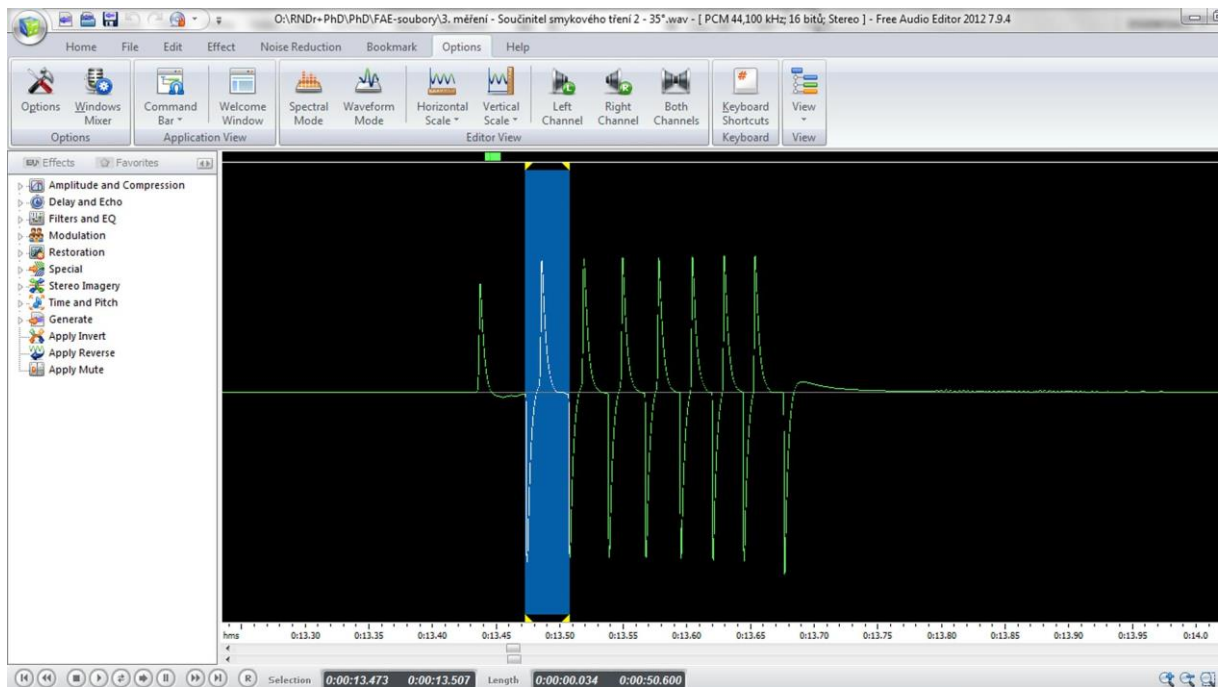 O:\RNDr+PhD\PhD\FAE-soubory\3. měření - Součinitel smykového tření 2 - 35°.wav - [ PCM 44,100 kHz; 16 bitů; Stereo ] - Free Audio Editor 2012 7.9.4
Home File Edit Effect Noise Reduction Bookmark Options Help
Options Windows Mixer Command Bar Welcome Window Spectral Mode Waveform Mode Horizontal Scale Vertical Scale Left Channel Right Channel Both Channels Keyboard Shortcuts View
Options Application View Editor View Keyboard View
Effects Favorites
Amplitude and Compression
Delay and Echo
Filters and EQ
Modulation
Restoration
Special
Stereo Imagery
Time and Pitch
Generate
Apply Invert
Apply Reverse
Apply Mute
hms 0:13.30 0:13.35 0:13.40 0:13.45 0:13.50 0:13.55 0:13.60 0:13.65 0:13.70 0:13.75 0:13.80 0:13.85 0:13.90 0:13.95 0:14.0
R Selection 0:00:13.473 0:00:13.507 Length 0:00:00.034 0:00:50.600